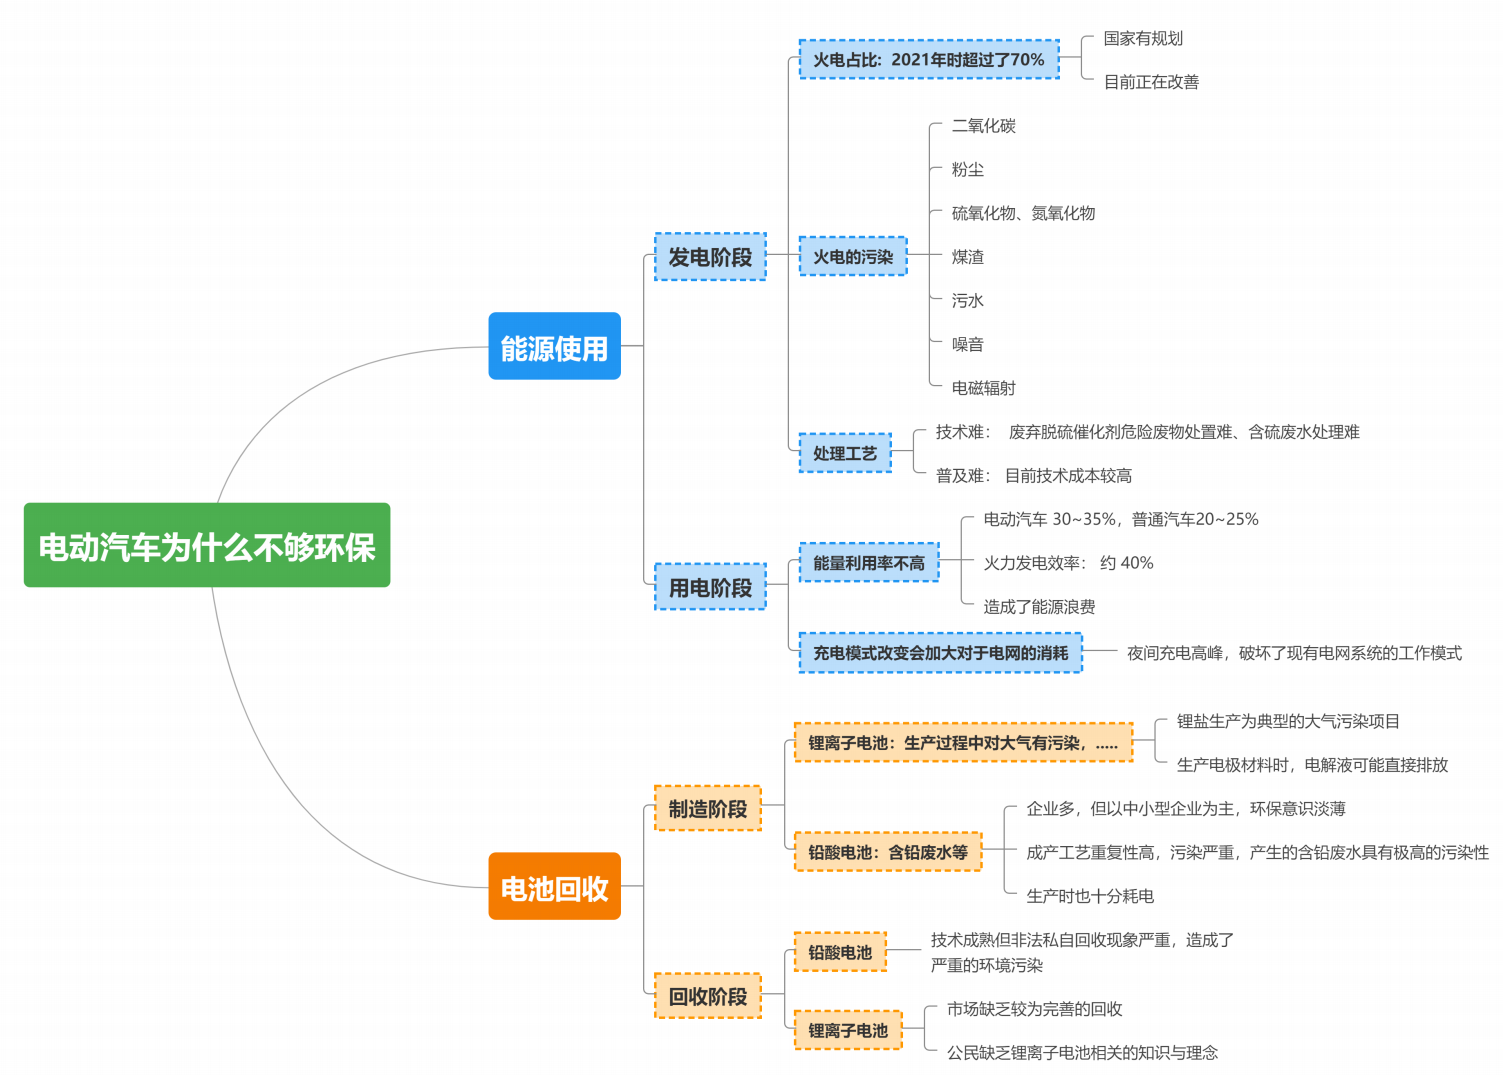 电动汽车为什么不够环保
能源使用
发电阶段
火电占比：2021年时超过了70%
国家有规划
目前正在改善
火电的污染
二氧化碳
粉尘
硫氧化物、氮氧化物
煤渣
污水
噪音
电磁辐射
处理工艺
技术难： 废弃脱硫催化剂危险废物处置难、含硫废水处理难
普及难： 目前技术成本较高
用电阶段
能量利用率不高
电动汽车 30~35%，普通汽车20~25%
火力发电效率： 约 40%
造成了能源浪费
充电模式改变会加大对于电网的消耗
夜间充电高峰，破坏了现有电网系统的工作模式
电池回收
制造阶段
锂离子电池：生产过程中对大气有污染，.....
锂盐生产为典型的大气污染项目
生产电极材料时，电解液可能直接排放
铅酸电池：含铅废水等
企业多，但以中小型企业为主，环保意识淡薄
成产工艺重复性高，污染严重，产生的含铅废水具有极高的污染性
生产时也十分耗电
回收阶段
铅酸电池
技术成熟但非法私自回收现象严重，造成了
严重的环境污染
锂离子电池
市场缺乏较为完善的回收
公民缺乏锂离子电池相关的知识与理念